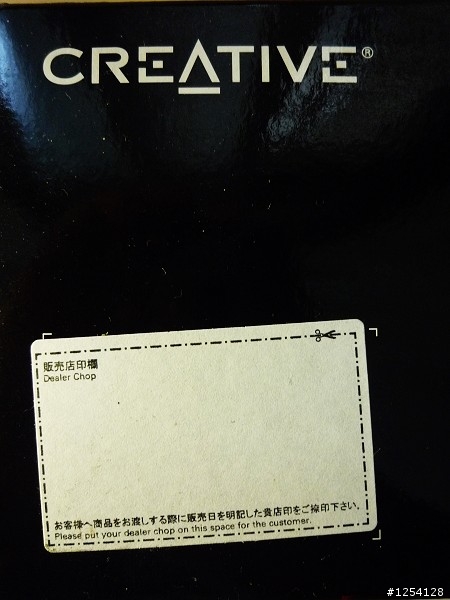 CREATIVE®
販売店印欄
Dealer Chop
お客様へ商品をお渡しする際に販売日を明記した貴店印をご捺印下さい。
Please put your dealer chop on this space for the customer.
#1254128